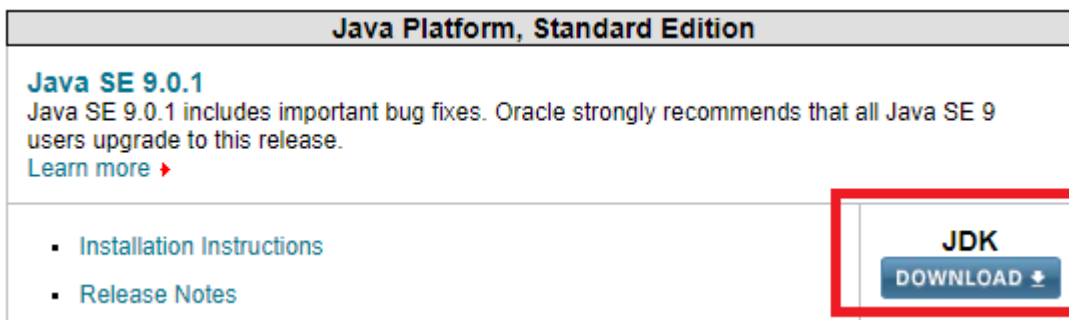 Java Platform, Standard Edition
Java SE 9.0.1
Java SE 9.0.1 includes important bug fixes. Oracle strongly recommends that all Java SE 9
users upgrade to this release.
Learn more
Installation Instructions
Release Notes
JDK
DOWNLOAD